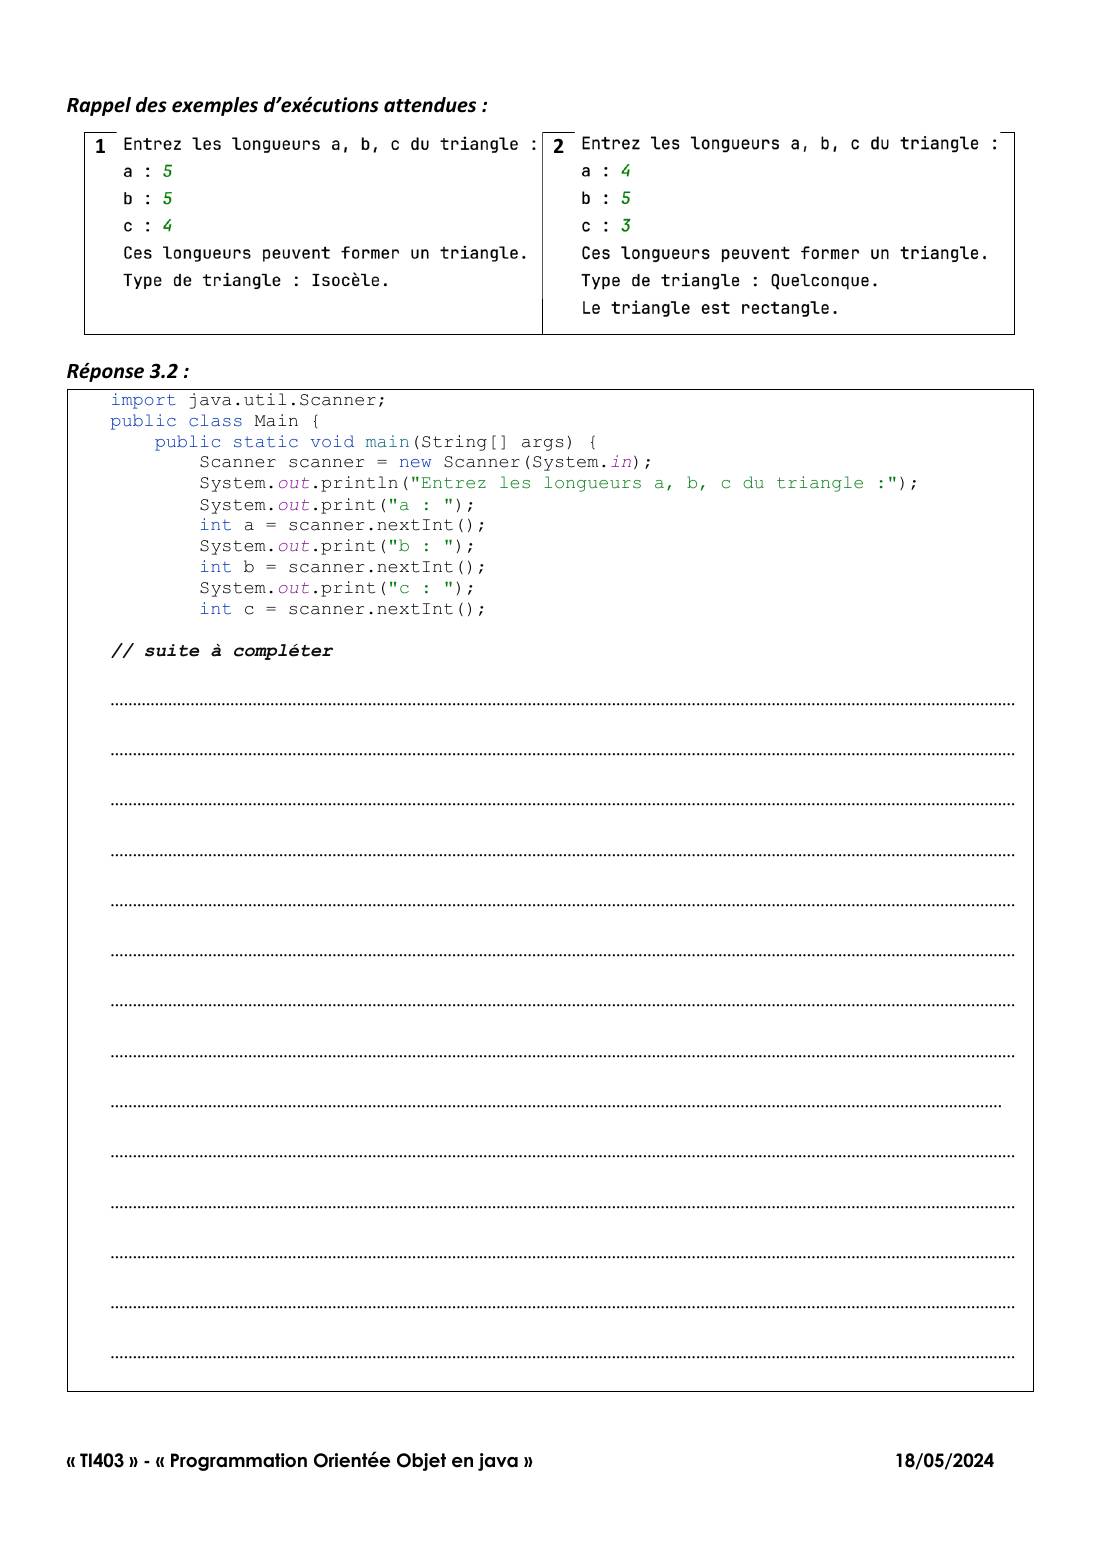 Rappel des exemples d’exécutions attendues :
1 Entrez les longueurs a, b, c du triangle :
a : 5
b : 5
c : 4
Ces longueurs peuvent former un triangle.
Type de triangle : Isocèle.
2 Entrez les longueurs a, b, c du triangle :
a : 4
b : 5
c : 3
Ces longueurs peuvent former un triangle.
Type de triangle : Quelconque.
Le triangle est rectangle.
Réponse 3.2 :
import java.util.Scanner;
public class Main {
public static void main(String[] args) {
Scanner scanner = new Scanner(System.in);
System.out.println("Entrez les longueurs a, b, c du triangle :");
System.out.print("a : ");
int a = scanner.nextInt();
System.out.print("b : ");
int b = scanner.nextInt();
System.out.print("c : ");
int c = scanner.nextInt();
// suite à compléter
« TI403 » - « Programmation Orientée Objet en java »
18/05/2024